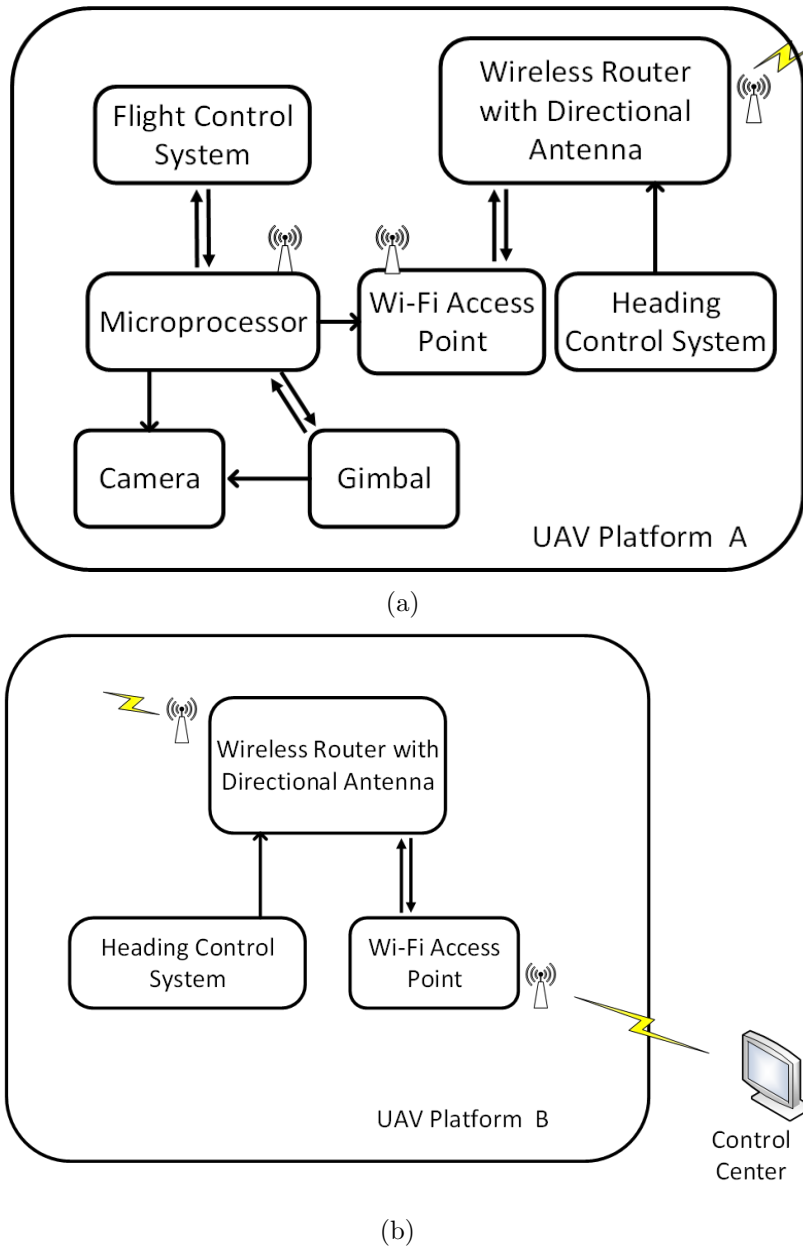 Wireless Router
with Directional
Antenna
Flight Control
System
Microprocessor
Wi-Fi Access
Point
Heading
Control System
Camera
Gimbal
UAV Platform A
(a)
Wireless Router with
Directional Antenna
Heading Control
System
Wi-Fi Access
Point
UAV Platform B
Control
Center
(b)